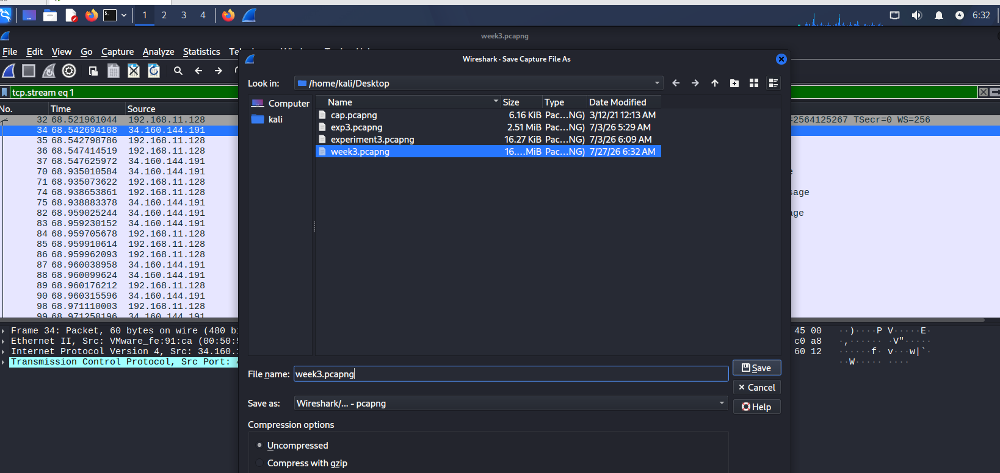 1 2 3 4 6:32
week3.pcapng
File Edit View Go Capture Analyze Statistics
Wireshark · Save Capture File As
Look in: /home/kali/Desktop
tcp.stream eq 1
Computer
kali
Name Size Type Date Modified
cap.pcapng 6.16 KiB Pac...NG) 3/12/21 12:13 AM
exp3.pcapng 2.51 MiB Pac...NG) 7/3/26 5:29 AM
experiment3.pcapng 16.27 KiB Pac...NG) 7/3/26 6:09 AM
week3.pcapng 16....MiB Pac...NG) 7/27/26 6:32 AM
No. Time Source
32 68.521961044 192.168.11.128 =2564125267 TSecr=0 WS=256
34 68.542694108 34.160.144.191
35 68.542798786 192.168.11.128
36 68.547414519 192.168.11.128
37 68.547625972 34.160.144.191
70 68.935010584 34.160.144.191
71 68.935073622 192.168.11.128
74 68.938653861 192.168.11.128 sage
75 68.938883378 34.160.144.191
82 68.959025244 34.160.144.191 age
83 68.959230152 34.160.144.191
84 68.959705678 192.168.11.128
85 68.959910614 192.168.11.128
86 68.959962093 192.168.11.128
87 68.960038958 34.160.144.191
88 68.960099624 34.160.144.191
89 68.960176212 192.168.11.128
90 68.960315596 34.160.144.191
98 68.971110003 192.168.11.128
99 68.971258196 34.160.144.191
Frame 34: Packet, 60 bytes on wire (480 bi
Ethernet II, Src: VMware_fe:91:ca (00:50:5
Internet Protocol Version 4, Src: 34.160.1
Transmission Control Protocol, Src Port: 4
45 00 ··)····P V·····E·
c0 a8 ·,······ ·V"·····
60 12 ······f· v···w|`·
··W····· ····
File name: week3.pcapng
Save as: Wireshark/... - pcapng
Save
Cancel
Help
Compression options
Uncompressed
Compress with gzip